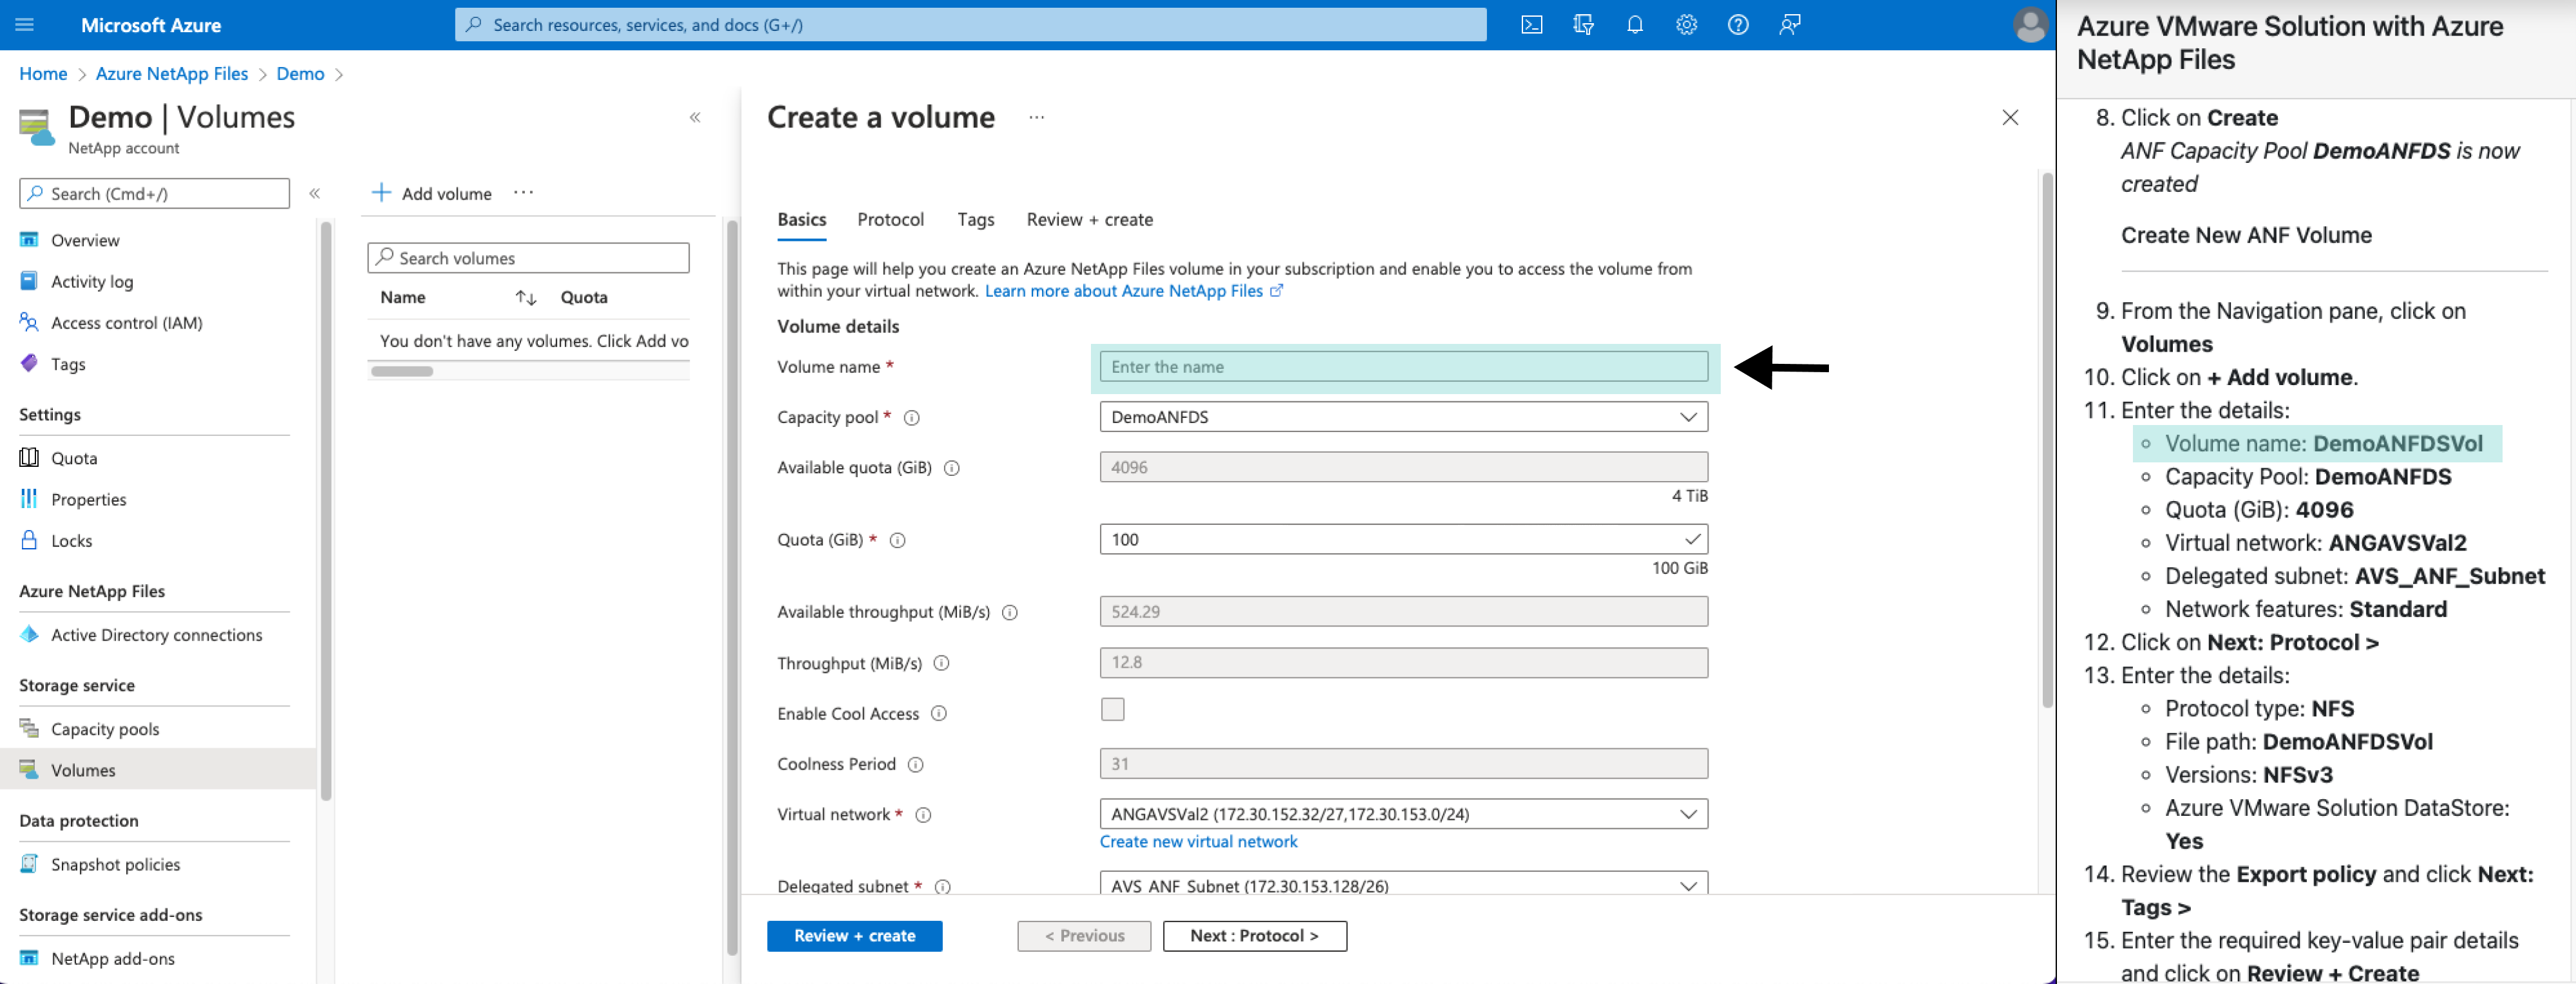 Microsoft Azure
Search resources, services, and docs (G+/)
Home > Azure NetApp Files > Demo >
Demo | Volumes
NetApp account
Search (Cmd+/)
Overview
Activity log
Access control (IAM)
Tags
Settings
Quota
Properties
Locks
Azure NetApp Files
Active Directory connections
Storage service
Capacity pools
Volumes
Data protection
Snapshot policies
Storage service add-ons
NetApp add-ons
+ Add volume ...
Search volumes
Name ↑↓ Quota
You don't have any volumes. Click Add vo
Create a volume ...
Basics Protocol Tags Review + create
This page will help you create an Azure NetApp Files volume in your subscription and enable you to access the volume from
within your virtual network. Learn more about Azure NetApp Files
Volume details
Volume name * Enter the name
Capacity pool * DemoANFDS
Available quota (GiB) 4096
4 TiB
Quota (GiB) * 100
100 GiB
Available throughput (MiB/s) 524.29
Throughput (MiB/s) 12.8
Enable Cool Access
Coolness Period 31
Virtual network * ANGAVSVal2 (172.30.152.32/27,172.30.153.0/24)
Create new virtual network
Delegated subnet * AVS_ANF_Subnet (172.30.153.128/26)
Review + create < Previous Next : Protocol >
Azure VMware Solution with Azure
NetApp Files
8. Click on Create
ANF Capacity Pool DemoANFDS is now
created
Create New ANF Volume
9. From the Navigation pane, click on
Volumes
10. Click on + Add volume.
11. Enter the details:
◦ Volume name: DemoANFDSVol
◦ Capacity Pool: DemoANFDS
◦ Quota (GiB): 4096
◦ Virtual network: ANGAVSVal2
◦ Delegated subnet: AVS_ANF_Subnet
◦ Network features: Standard
12. Click on Next: Protocol >
13. Enter the details:
◦ Protocol type: NFS
◦ File path: DemoANFDSVol
◦ Versions: NFSv3
◦ Azure VMware Solution DataStore:
Yes
14. Review the Export policy and click Next:
Tags >
15. Enter the required key-value pair details
and click on Review + Create